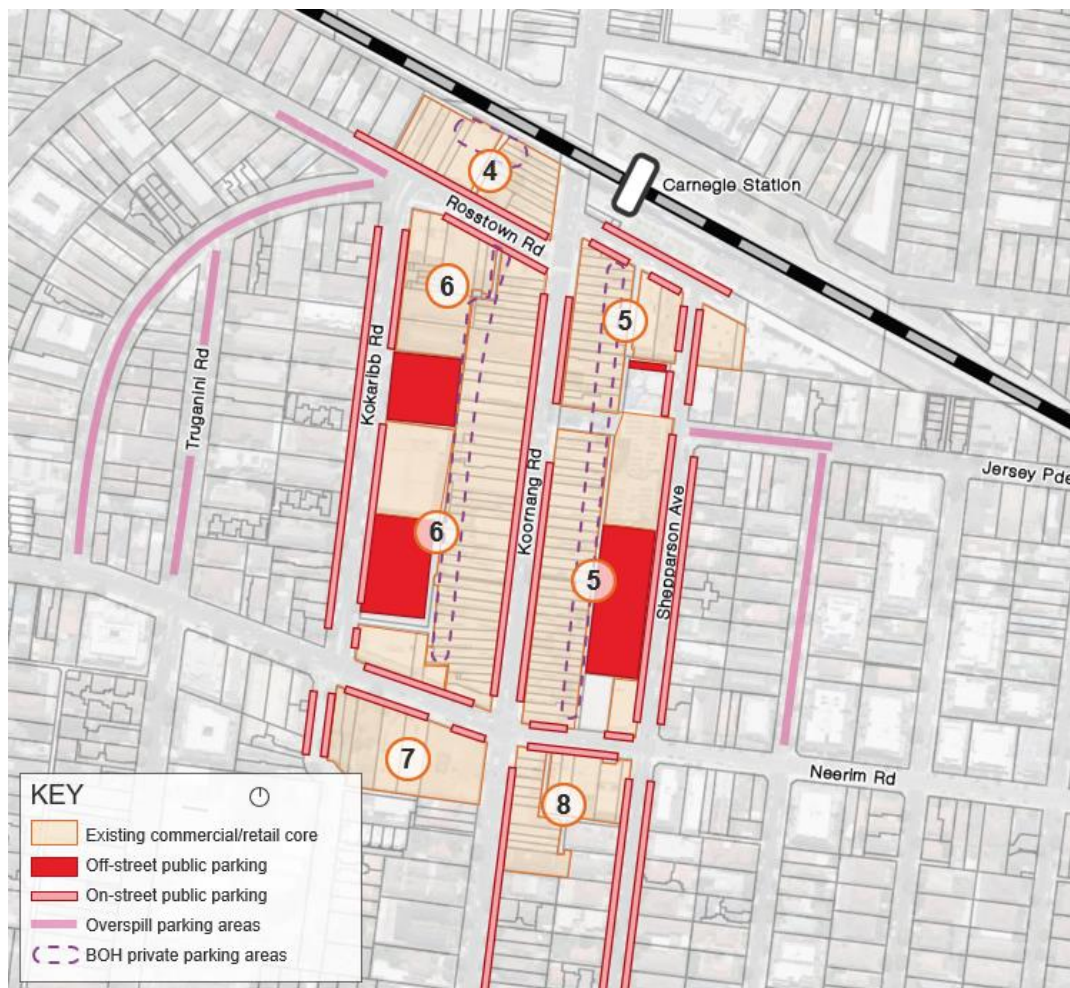 4
Carnegie Station
Rosstown Rd
6
5
Kokaribb Rd
Truganini Rd
Koornang Rd
Jersey Pde
6
5
Shepparson Ave
7
Neerim Rd
8
KEY
Existing commercial/retail core
Off-street public parking
On-street public parking
Overspill parking areas
BOH private parking areas